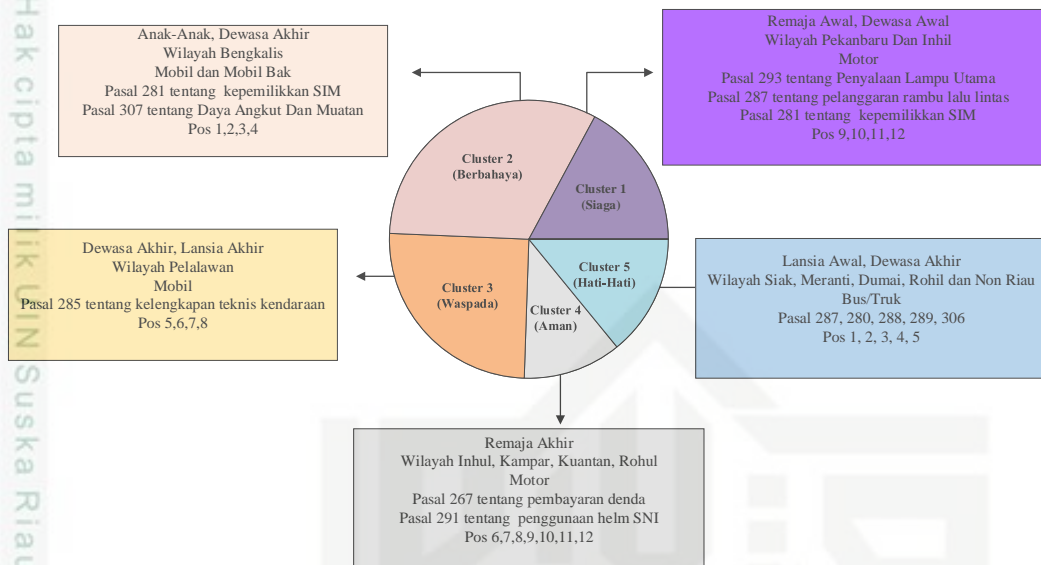 Hak cipta milik UIN Suska Riau
Anak-Anak, Dewasa Akhir
Wilayah Bengkalis
Mobil dan Mobil Bak
Pasal 281 tentang kepemilikkan SIM
Pasal 307 tentang Daya Angkut Dan Muatan
Pos 1,2,3,4
Remaja Awal, Dewasa Awal
Wilayah Pekanbaru Dan Inhil
Motor
Pasal 293 tentang Penyalaan Lampu Utama
Pasal 287 tentang pelanggaran rambu lalu lintas
Pasal 281 tentang kepemilikkan SIM
Pos 9,10,11,12
Cluster 2
(Berbahaya)
Cluster 1
(Siaga)
Cluster 3
(Waspada)
Cluster 4
(Aman)
Cluster 5
(Hati-Hati)
Dewasa Akhir, Lansia Akhir
Wilayah Pelalawan
Mobil
Pasal 285 tentang kelengkapan teknis kendaraan
Pos 5,6,7,8
Lansia Awal, Dewasa Akhir
Wilayah Siak, Meranti, Dumai, Rohil dan Non Riau
Bus/Truk
Pasal 287, 280, 288, 289, 306
Pos 1, 2, 3, 4, 5
Remaja Akhir
Wilayah Inhul, Kampar, Kuantan, Rohul
Motor
Pasal 267 tentang pembayaran denda
Pasal 291 tentang penggunaan helm SNI
Pos 6,7,8,9,10,11,12